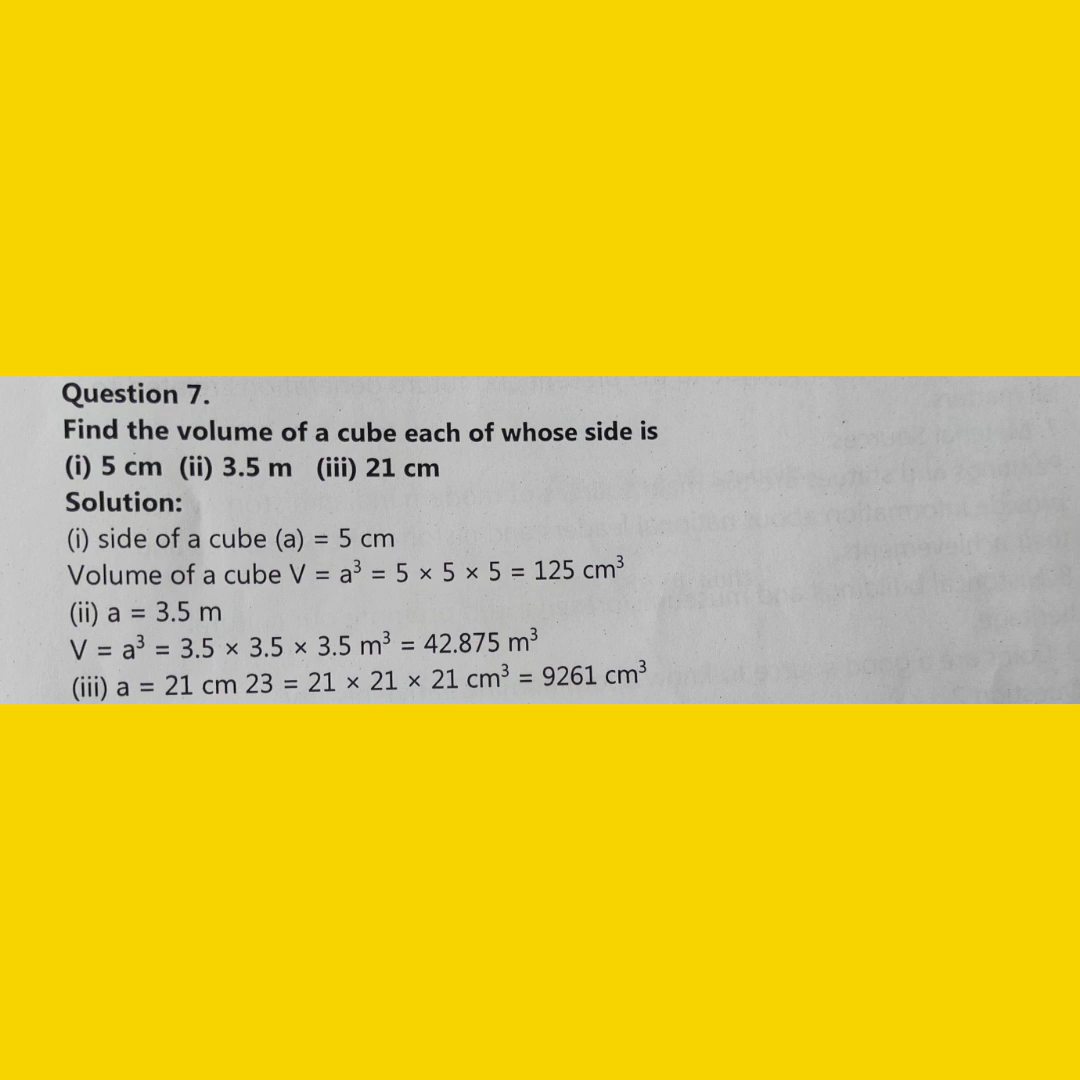 Question 7.
Find the volume of a cube each of whose side is
(i) 5 cm (ii) 3.5 m (iii) 21 cm
Solution:
(i) side of a cube (a) = 5 cm
Volume of a cube V = a³ = 5 × 5 × 5 = 125 cm³
(ii) a = 3.5 m
V = a³ = 3.5 × 3.5 × 3.5 m³ = 42.875 m³
(iii) a = 21 cm 23 = 21 × 21 × 21 cm³ = 9261 cm³